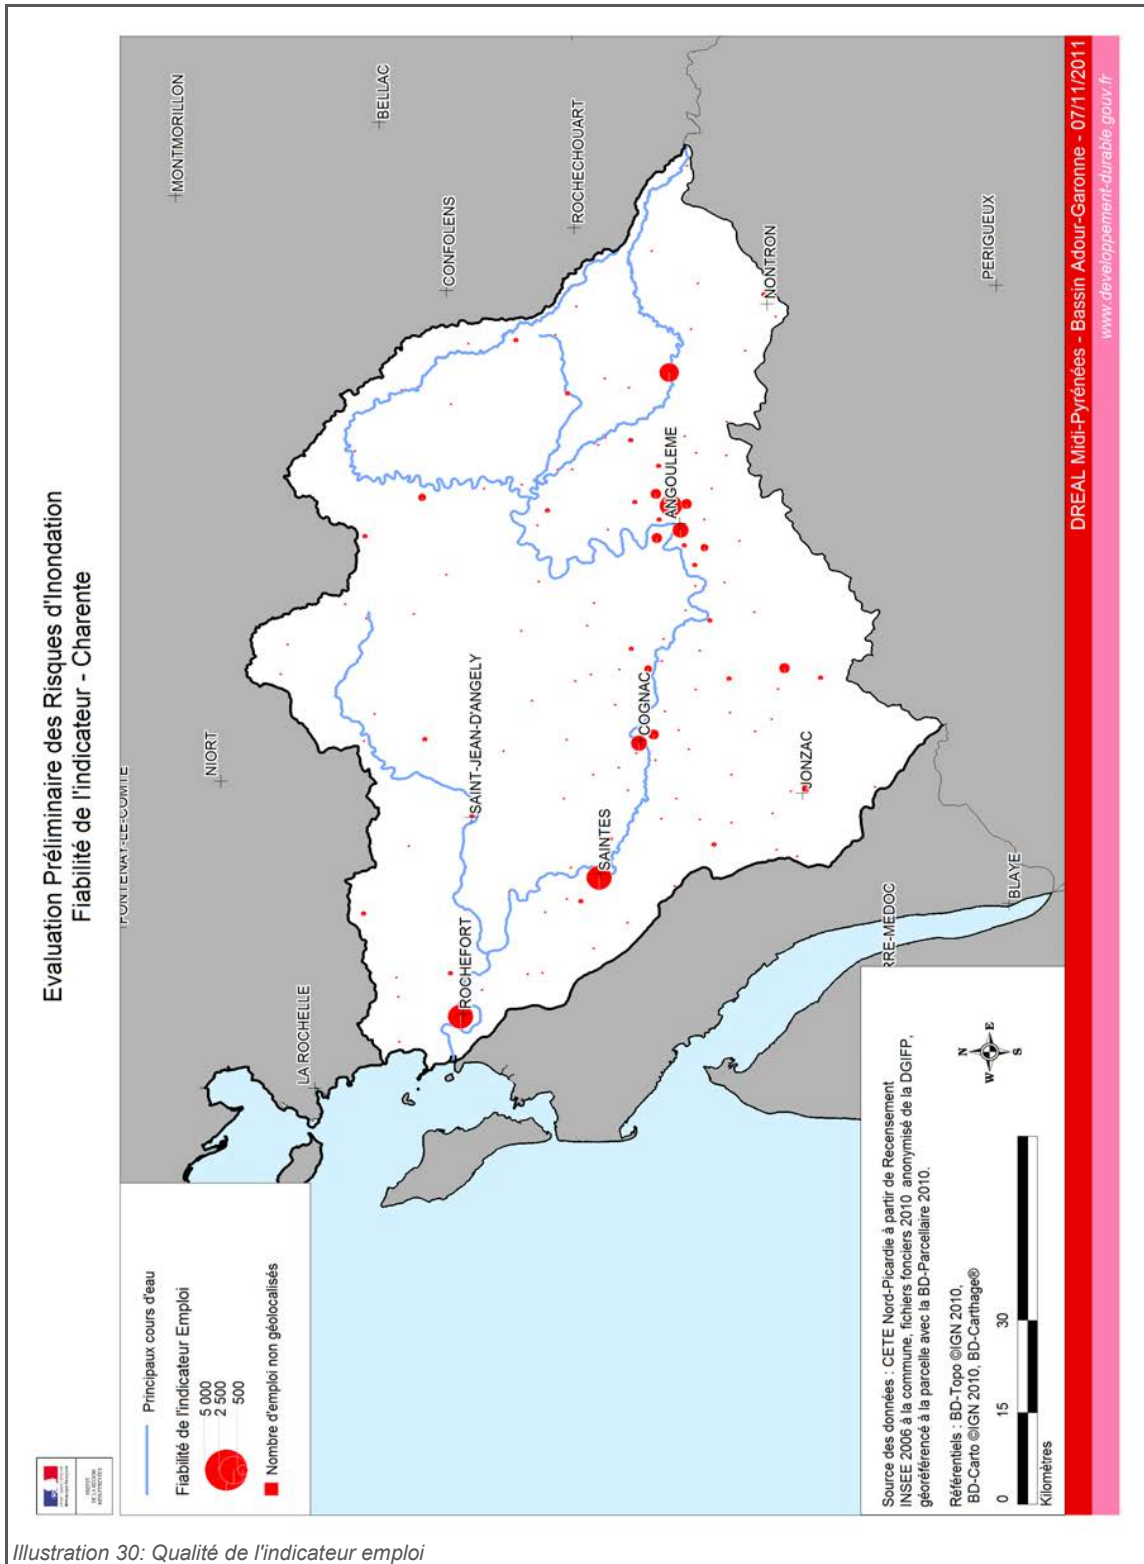 Evaluation Préliminaire des Risques d'Inondation
Fiabilité de l'indicateur - Charente
Principaux cours d'eau
Fiabilité de l'indicateur Emploi
5 000
2 500
500
Nombre d'emploi non géolocalisés
FONTENAY-LE-COMTE
NIORT
MONTMORILLON
LA ROCHELLE
BELLAC
SAINT-JEAN-D'ANGELY
CONFOLENS
ROCHEFORT
ROCHECHOUART
SAINTES
COGNAC
ANGOULEME
JONZAC
NONTRON
RRE-MEDOC
BLAYE
PERIGUEUX
Source des données : CETE Nord-Picardie à partir de Recensement
INSEE 2006 à la commune, fichiers fonciers 2010 anonymisé de la DGIFP,
géoréférencé à la parcelle avec la BD-Parcellaire 2010.
Référentiels : BD-Topo ©IGN 2010,
BD-Carto ©IGN 2010, BD-Carthage®
N
W
E
S
0 15 30
Kilomètres
DREAL Midi-Pyrénées - Bassin Adour-Garonne - 07/11/2011
www.developpement-durable.gouv.fr
Illustration 30: Qualité de l'indicateur emploi